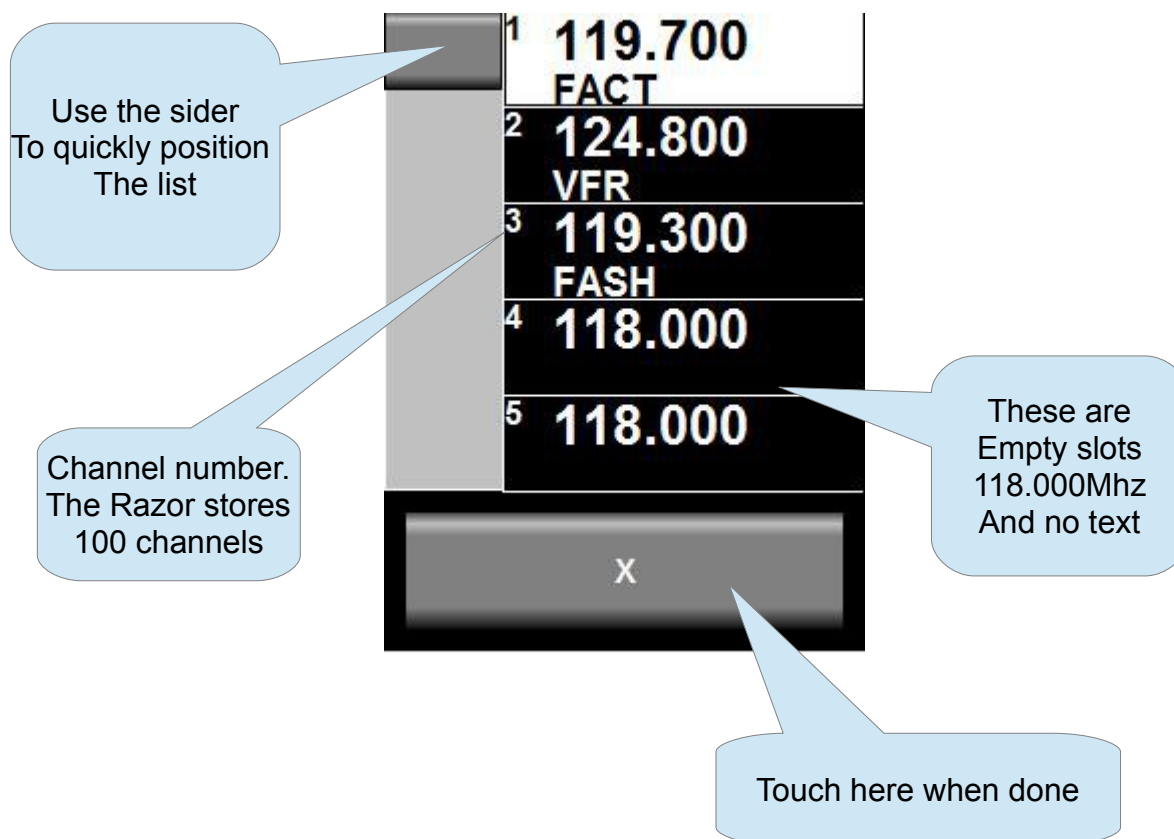 Use the sider
To quickly position
The list
1 119.700
FACT
2 124.800
VFR
3 119.300
FASH
4 118.000
5 118.000
Channel number.
The Razor stores
100 channels
These are
Empty slots
118.000Mhz
And no text
X
Touch here when done